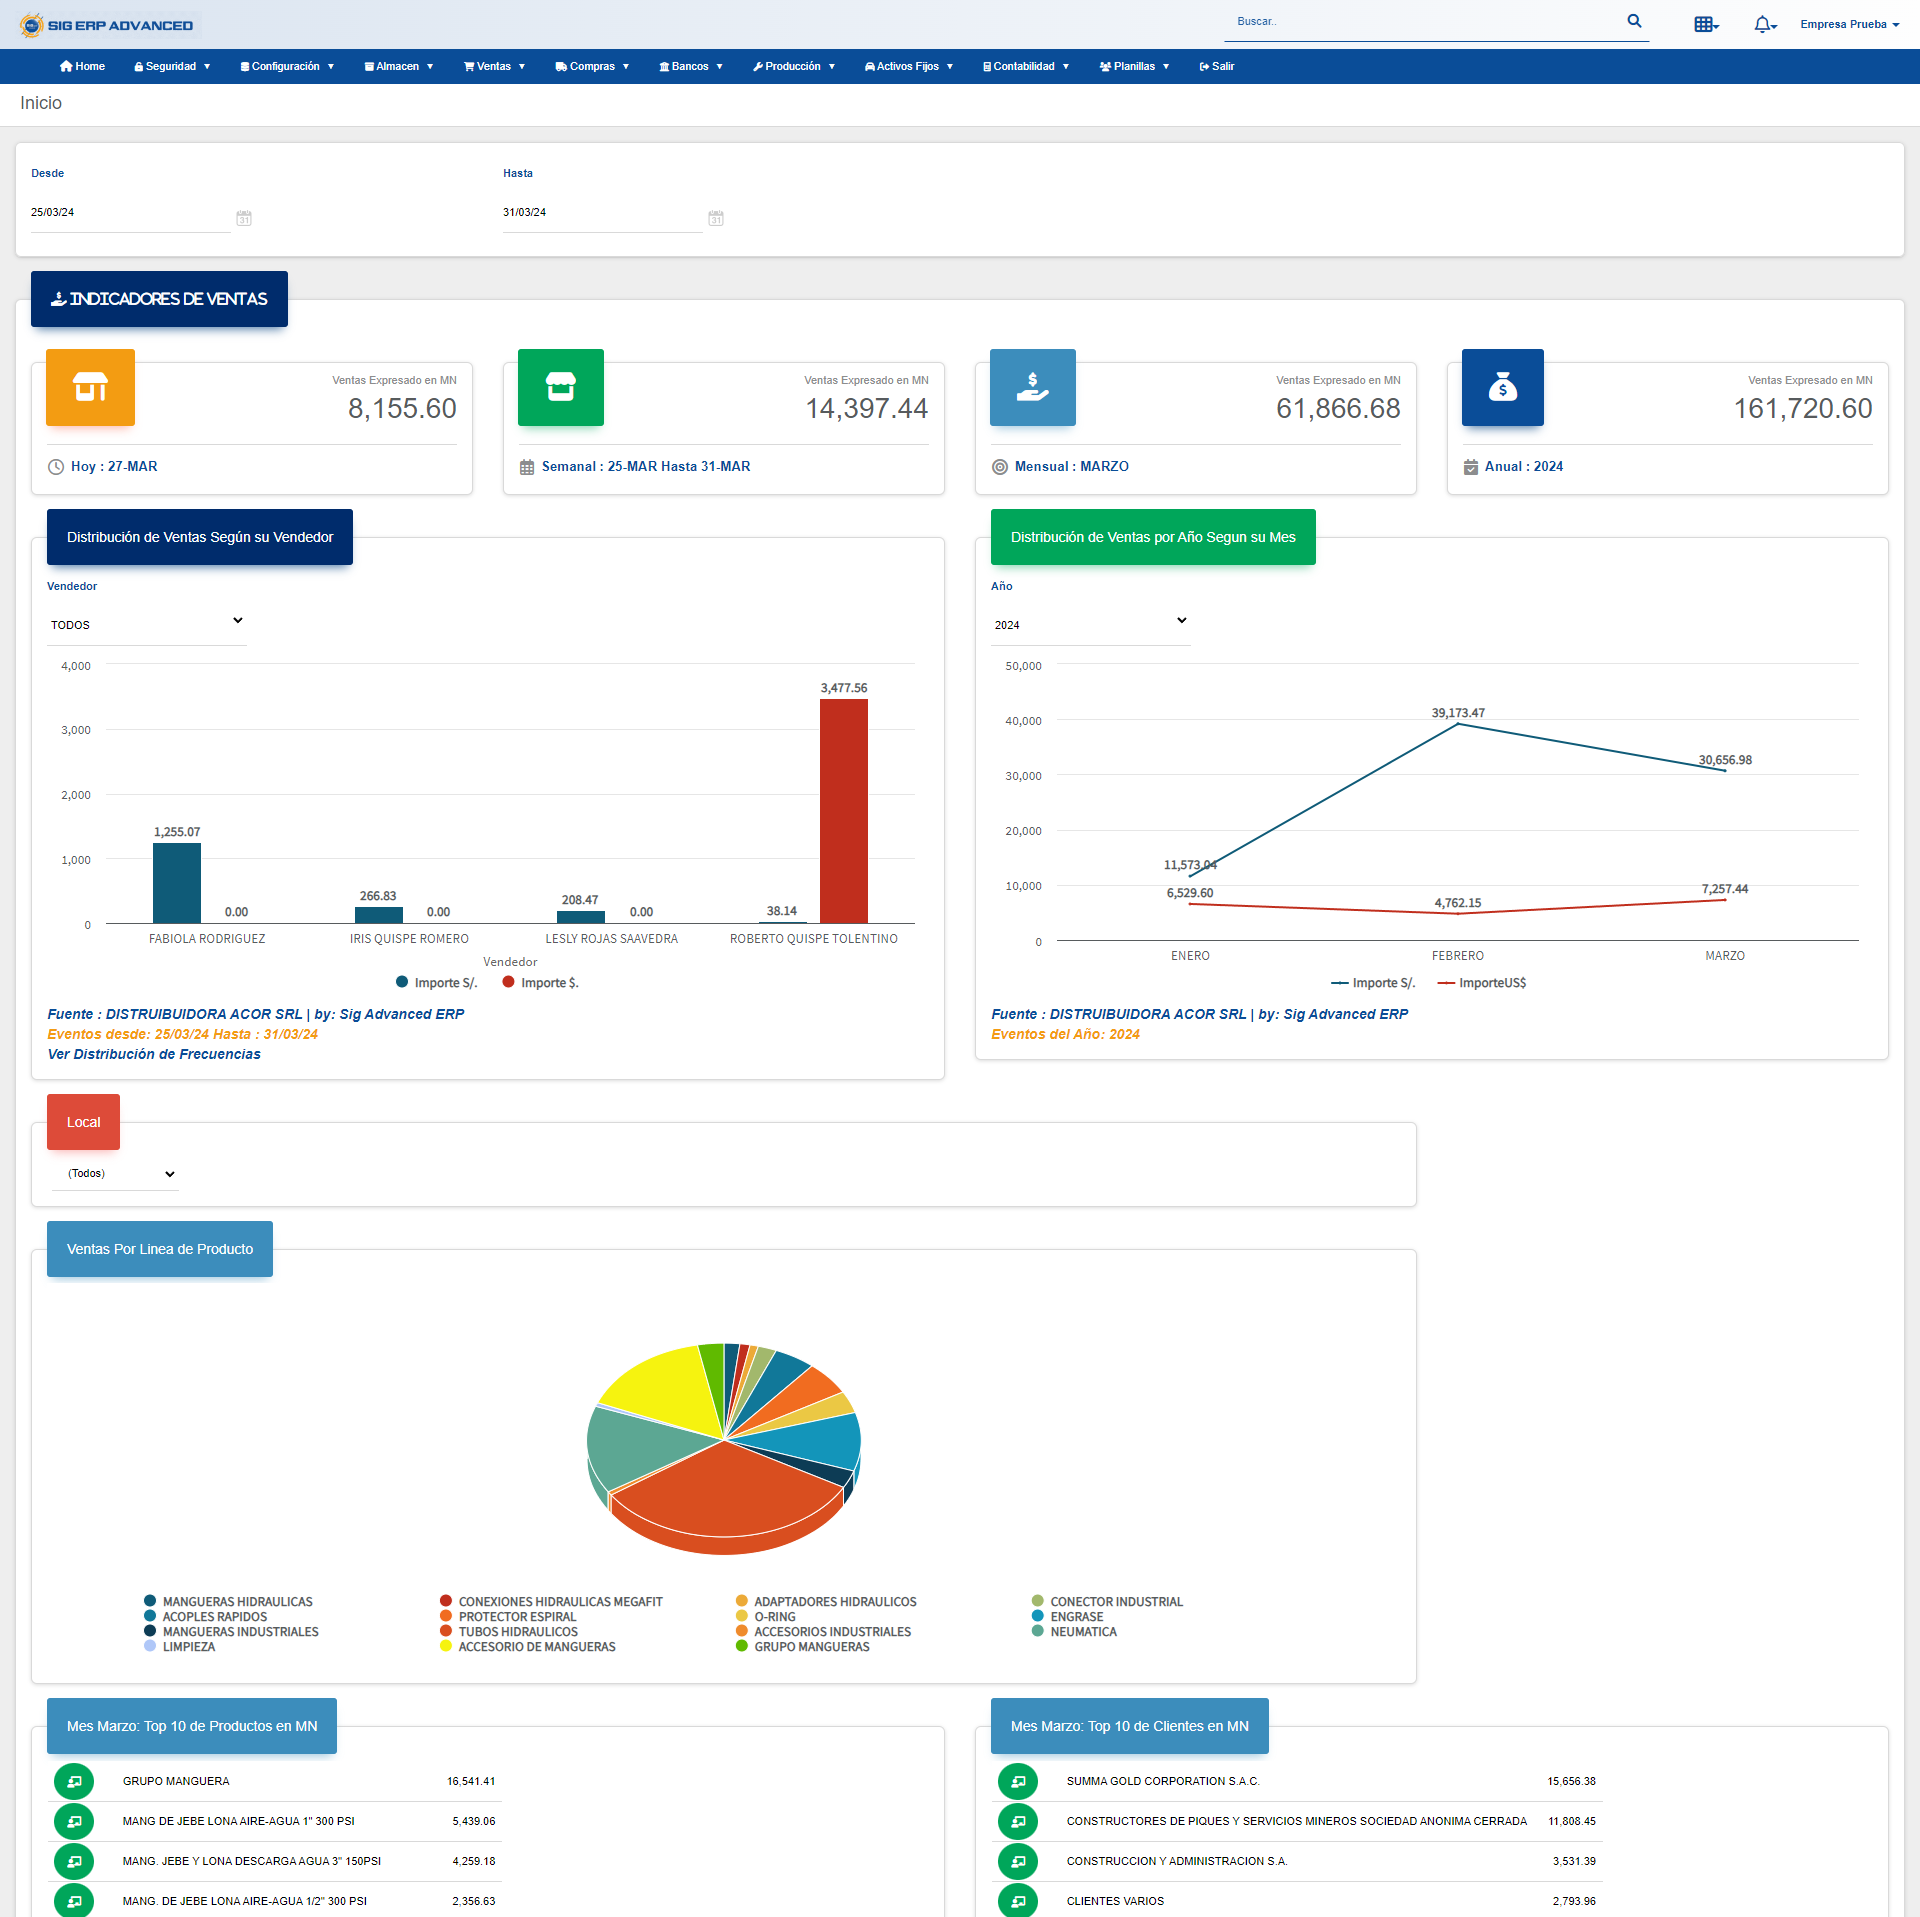 SIG ERP ADVANCED
Buscar..
Empresa Prueba
Home Seguridad Configuración Almacen Ventas Compras Bancos Producción Activos Fijos Contabilidad Planillas Salir
Inicio
Desde Hasta
25/03/24 31 31/03/24 31
INDICADORES DE VENTAS
Ventas Expresado en MN
8,155.60
Hoy : 27-MAR
Ventas Expresado en MN
14,397.44
Semanal : 25-MAR Hasta 31-MAR
Ventas Expresado en MN
61,866.68
Mensual : MARZO
Ventas Expresado en MN
161,720.60
Anual : 2024
Distribución de Ventas Según su Vendedor
Vendedor
TODOS
4,000
3,000
2,000
1,000
0
1,255.07 0.00 266.83 0.00 208.47 0.00 38.14 3,477.56
FABIOLA RODRIGUEZ IRIS QUISPE ROMERO LESLY ROJAS SAAVEDRA ROBERTO QUISPE TOLENTINO
Vendedor
Importe S/. Importe $.
Fuente : DISTRUIBUIDORA ACOR SRL | by: Sig Advanced ERP
Eventos desde: 25/03/24 Hasta : 31/03/24
Ver Distribución de Frecuencias
Distribución de Ventas por Año Segun su Mes
Año
2024
50,000
40,000
30,000
20,000
10,000
0
11,573.04 39,173.47 30,656.98
6,529.60 4,762.15 7,257.44
ENERO FEBRERO MARZO
Importe S/. ImporteUS$
Fuente : DISTRUIBUIDORA ACOR SRL | by: Sig Advanced ERP
Eventos del Año: 2024
Local
(Todos)
Ventas Por Linea de Producto
MANGUERAS HIDRAULICAS CONEXIONES HIDRAULICAS MEGAFIT ADAPTADORES HIDRAULICOS CONECTOR INDUSTRIAL
ACOPLES RAPIDOS PROTECTOR ESPIRAL O-RING ENGRASE
MANGUERAS INDUSTRIALES TUBOS HIDRAULICOS ACCESORIOS INDUSTRIALES NEUMATICA
LIMPIEZA ACCESORIO DE MANGUERAS GRUPO MANGUERAS
Mes Marzo: Top 10 de Productos en MN
GRUPO MANGUERA 16,541.41
MANG DE JEBE LONA AIRE-AGUA 1" 300 PSI 5,439.06
MANG. JEBE Y LONA DESCARGA AGUA 3" 150PSI 4,259.18
MANG. DE JEBE LONA AIRE-AGUA 1/2" 300 PSI 2,356.63
Mes Marzo: Top 10 de Clientes en MN
SUMMA GOLD CORPORATION S.A.C. 15,656.38
CONSTRUCTORES DE PIQUES Y SERVICIOS MINEROS SOCIEDAD ANONIMA CERRADA 11,808.45
CONSTRUCCION Y ADMINISTRACION S.A. 3,531.39
CLIENTES VARIOS 2,793.96